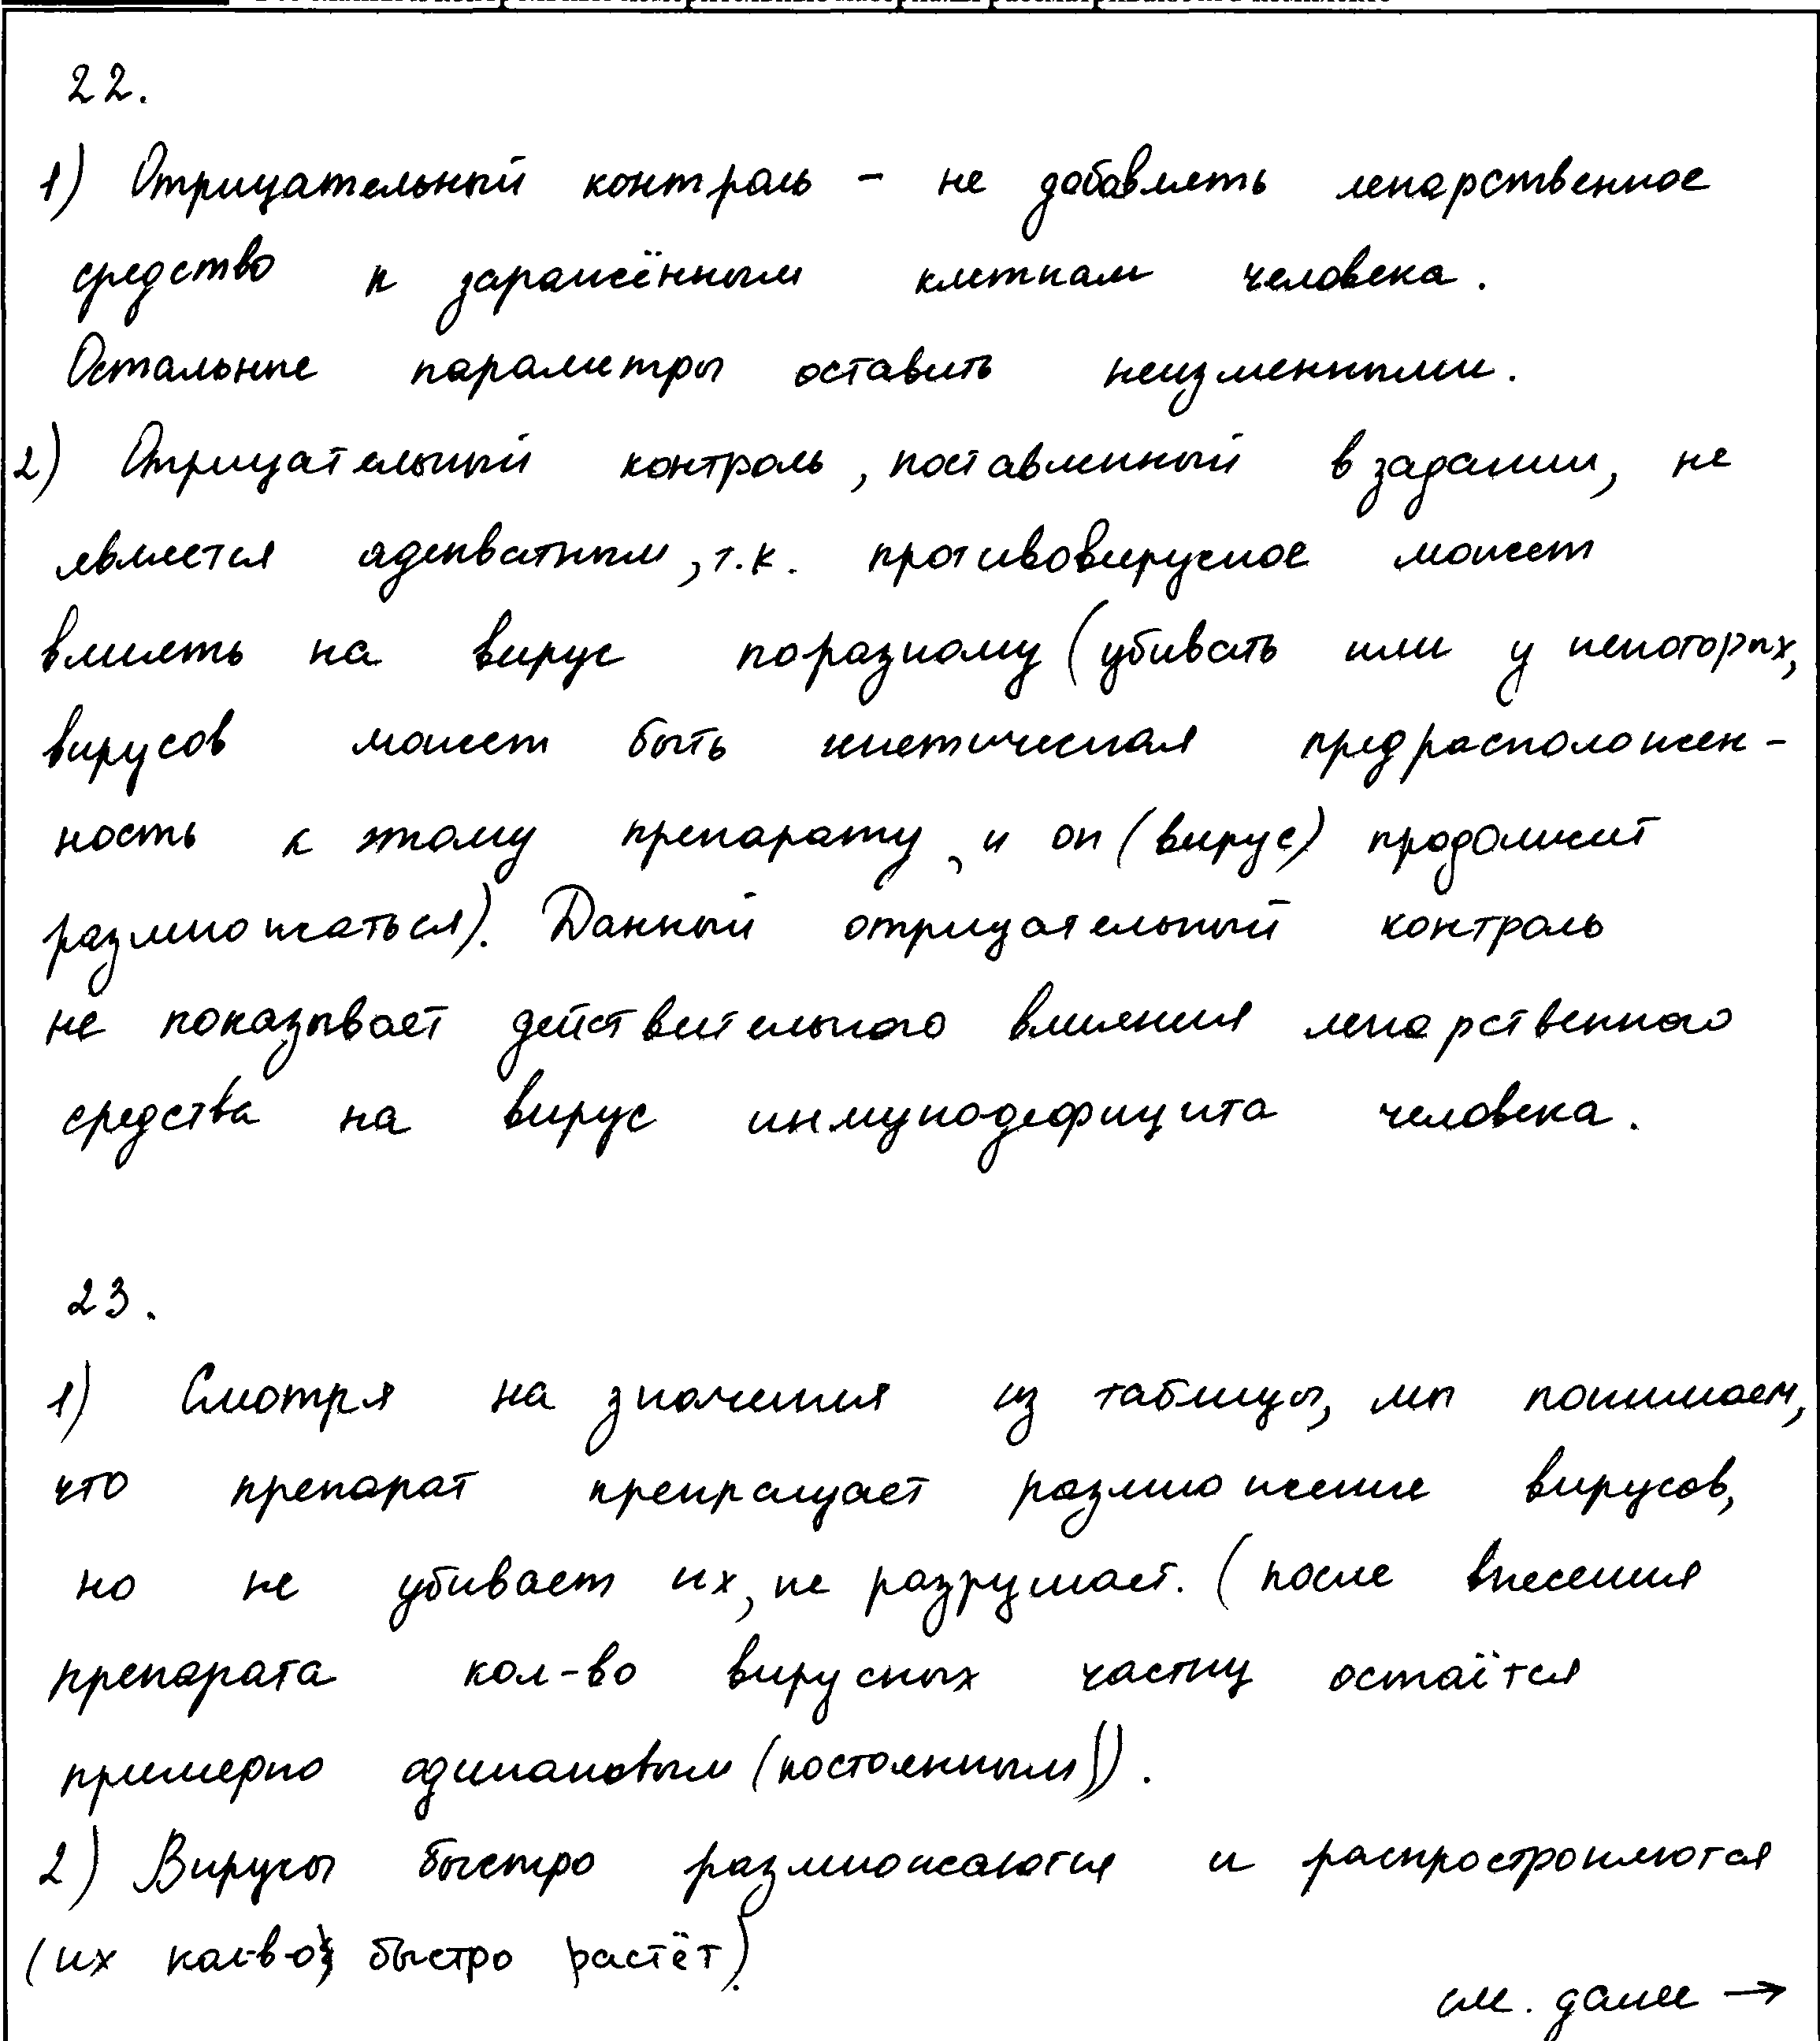 22.
1) Отрицательный контроль – не добавлять лекарственное
средство к заражённым клеткам человека.
Остальные параметры оставить неизменными.
2) Отрицательный контроль, поставленный в задании, не
является адекватным, т.к. противовирусное может
влиять на вирус поразному (убивать или у некоторых,
вирусов может быть генетическая предрасположен-
ность к этому препарату, и он (вирус) продолжит
размножаться). Данный отрицательный контроль
не показывает действительного влияния лекарственного
средства на вирус иммунодефицита человека.
23.
1) Смотря на значения из таблицы, мы понимаем,
что препарат прекращает размножение вирусов,
но не убивает их, не разрушает. (после внесения
препарата кол-во вирусных частиц остаётся
примерно одинаковым (постоянным)).
2) Вирусы быстро размножаются и распростроняются
(их кол-во быстро растёт).
см. далее →